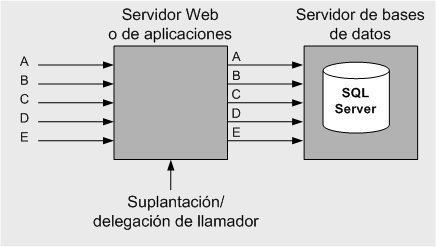 Servidor Web
o de aplicaciones
Servidor de bases
de datos
A
B
C
D
E
A
B
C
D
E
SQL
Server
Suplantación/
delegación de llamador